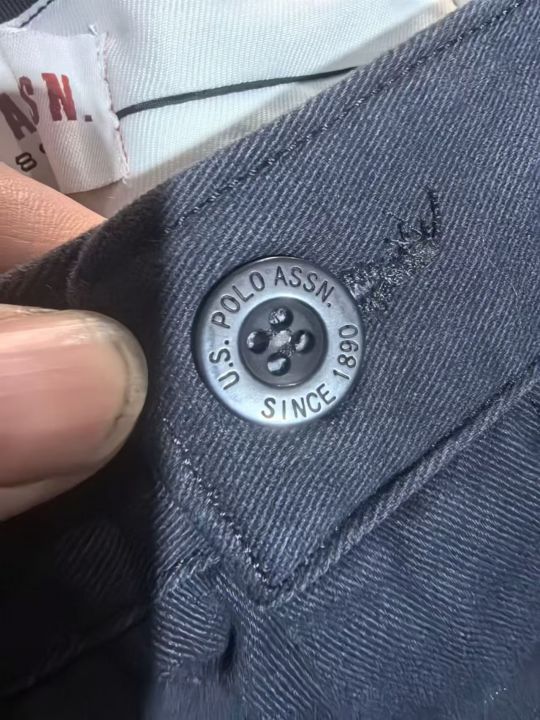 ASN.
U.S. POLO ASSN.
SINCE 1890